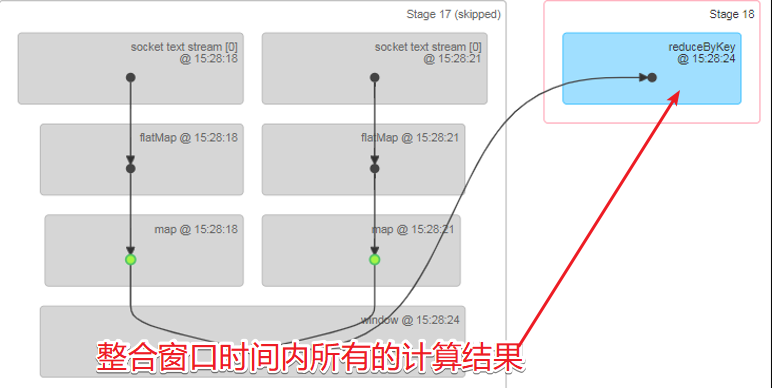 Stage 17 (skipped)
socket text stream [0]
@ 15:28:18
socket text stream [0]
@ 15:28:21
flatMap @ 15:28:18
flatMap @ 15:28:21
map @ 15:28:18
map @ 15:28:21
window @ 15:28:24
Stage 18
reduceByKey
@ 15:28:24
整合窗口时间内所有的计算结果